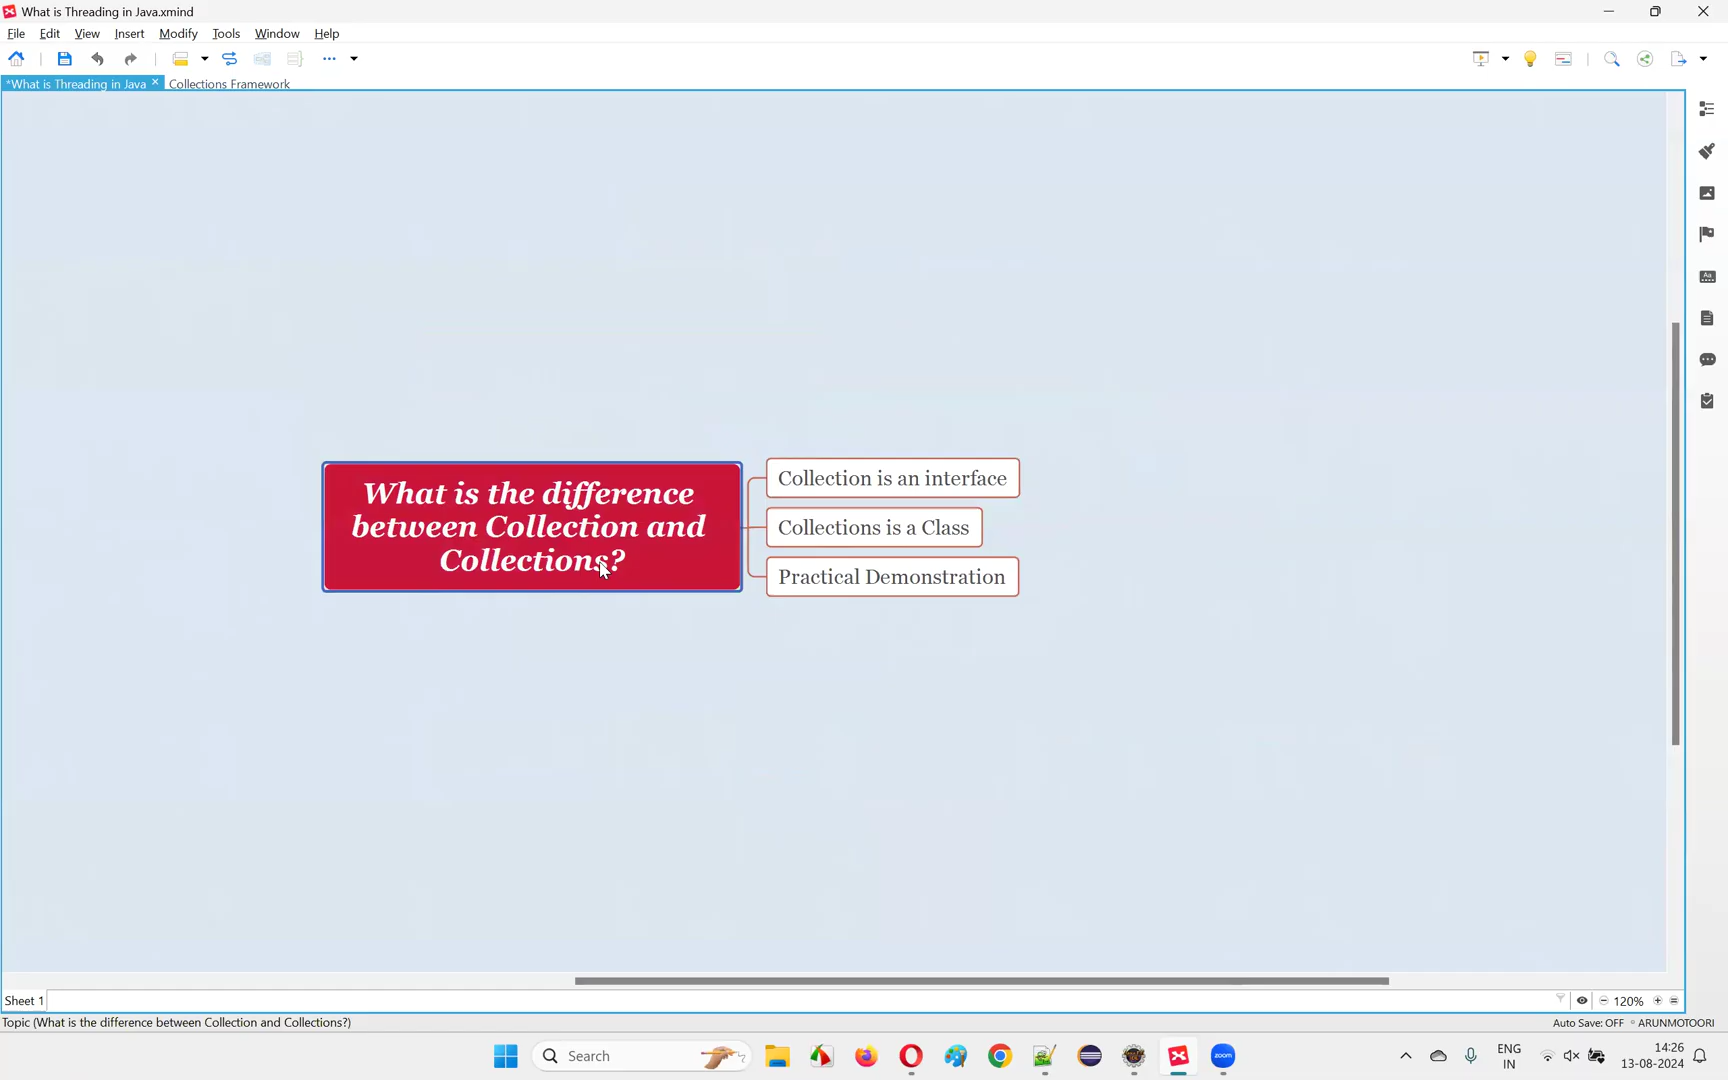 What is Threading in Java.xmind
File Edit View Insert Modify Tools Window Help
*What is Threading in Java Collections Framework
What is the difference
between Collection and
Collections?
Collection is an interface
Collections is a Class
Practical Demonstration
Aa
Sheet 1
120%
Topic (What is the difference between Collection and Collections?)
Auto Save: OFF ARUNMOTOORI
Search
zoom
ENG
IN
14:26
13-08-2024